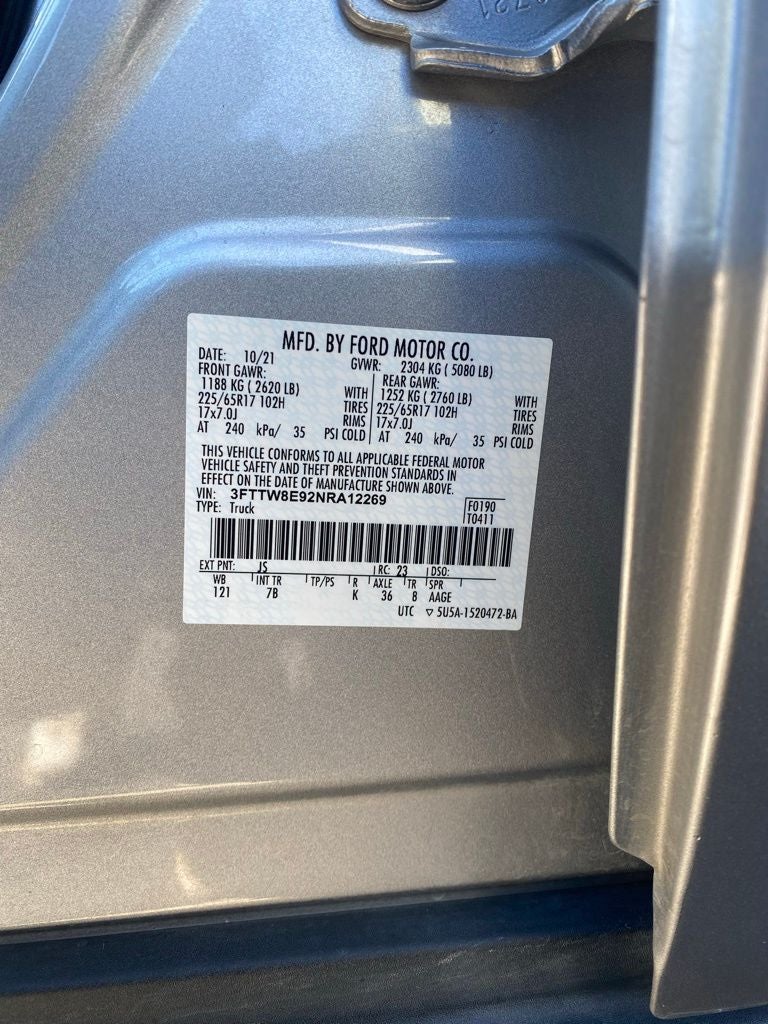 MFD. BY FORD MOTOR CO.
DATE: 10/21 GVWR: 2304 KG ( 5080 LB)
FRONT GAWR: REAR GAWR:
1188 KG ( 2620 LB) WITH 1252 KG ( 2760 LB) WITH
225/65R17 102H TIRES 225/65R17 102H TIRES
17x7.0J RIMS 17x7.0J RIMS
AT 240 kPa/ 35 PSI COLD AT 240 kPa/ 35 PSI COLD
THIS VEHICLE CONFORMS TO ALL APPLICABLE FEDERAL MOTOR
VEHICLE SAFETY AND THEFT PREVENTION STANDARDS IN
EFFECT ON THE DATE OF MANUFACTURE SHOWN ABOVE.
VIN: 3FTTW8E92NRA12269 F0190
TYPE: Truck T0411
EXT PNT: JS RC: 23 DSO:
WB INT TR TP/PS R AXLE TR SPR
121 7B K 36 8 AAGE
UTC ▽ 5U5A-1520472-BA